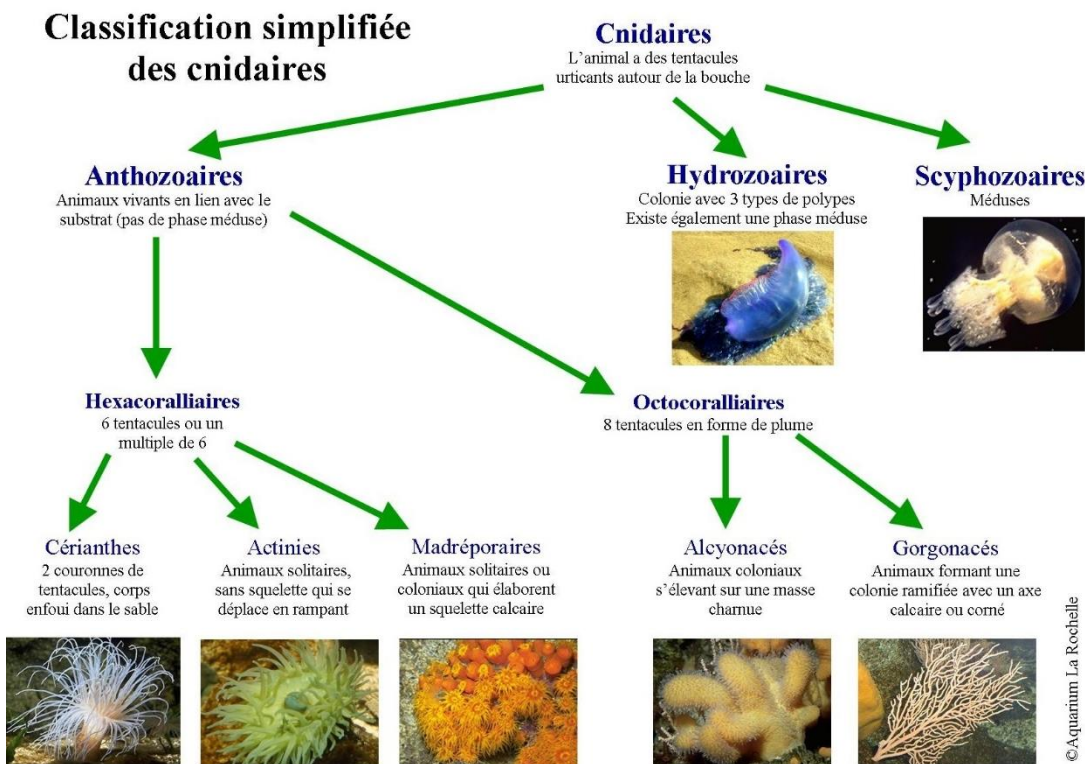 Classification simplifiée
des cnidaires
Cnidaires
L'animal a des tentacules
urticants autour de la bouche
Anthozoaires
Animaux vivants en lien avec le
substrat (pas de phase méduse)
Hydrozoaires
Colonie avec 3 types de polypes
Existe également une phase méduse
Scyphozoaires
Méduses
Hexacoralliaires
6 tentacules ou un
multiple de 6
Octocoralliaires
8 tentacules en forme de plume
Cérianthes
2 couronnes de
tentacules, corps
enfoui dans le sable
Actinies
Animaux solitaires,
sans squelette qui se
déplace en rampant
Madréporaires
Animaux solitaires ou
coloniaux qui élaborent
un squelette calcaire
Alcyonacés
Animaux coloniaux
s'élevant sur une masse
charnue
Gorgonacés
Animaux formant une
colonie ramifiée avec un axe
calcaire ou corné
©Aquarium La Rochelle